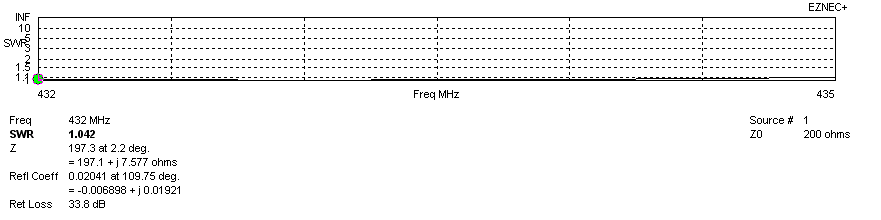 EZNEC+
INF
10
5
3
SWR
2
1.5
1.1
1
432
Freq MHz
435
Freq 432 MHz
Source # 1
SWR 1.042
Z0 200 ohms
Z 197.3 at 2.2 deg.
= 197.1 + j 7.577 ohms
Refl Coeff 0.02041 at 109.75 deg.
= -0.006898 + j 0.01921
Ret Loss 33.8 dB